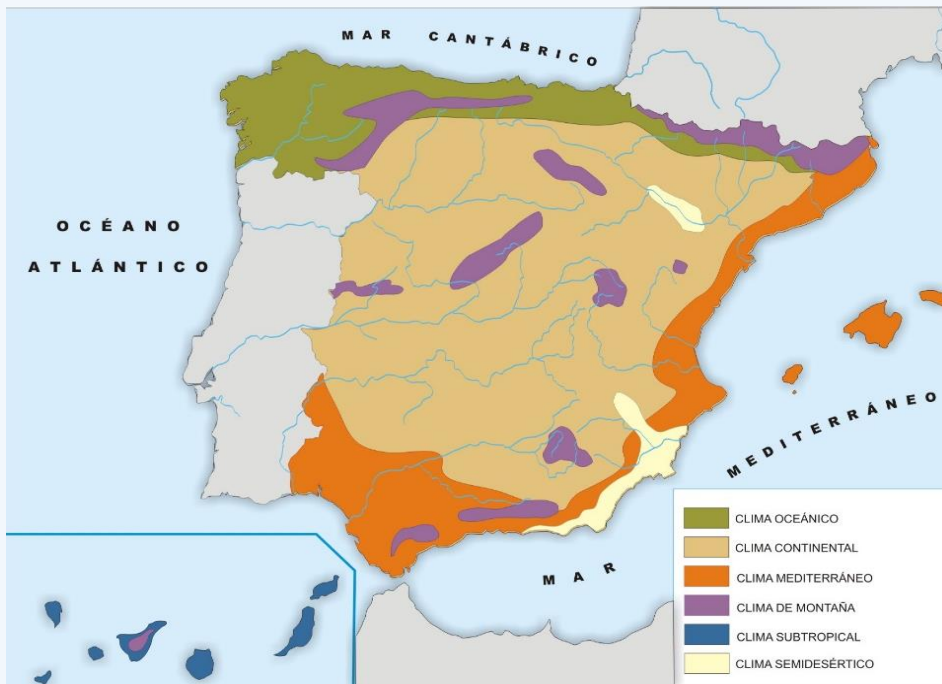 MAR CANTÁBRICO
OCÉANO
ATLÁNTICO
MAR MEDITERRÁNEO
CLIMA OCEÁNICO
CLIMA CONTINENTAL
CLIMA MEDITERRÁNEO
CLIMA DE MONTAÑA
CLIMA SUBTROPICAL
CLIMA SEMIDESÉRTICO